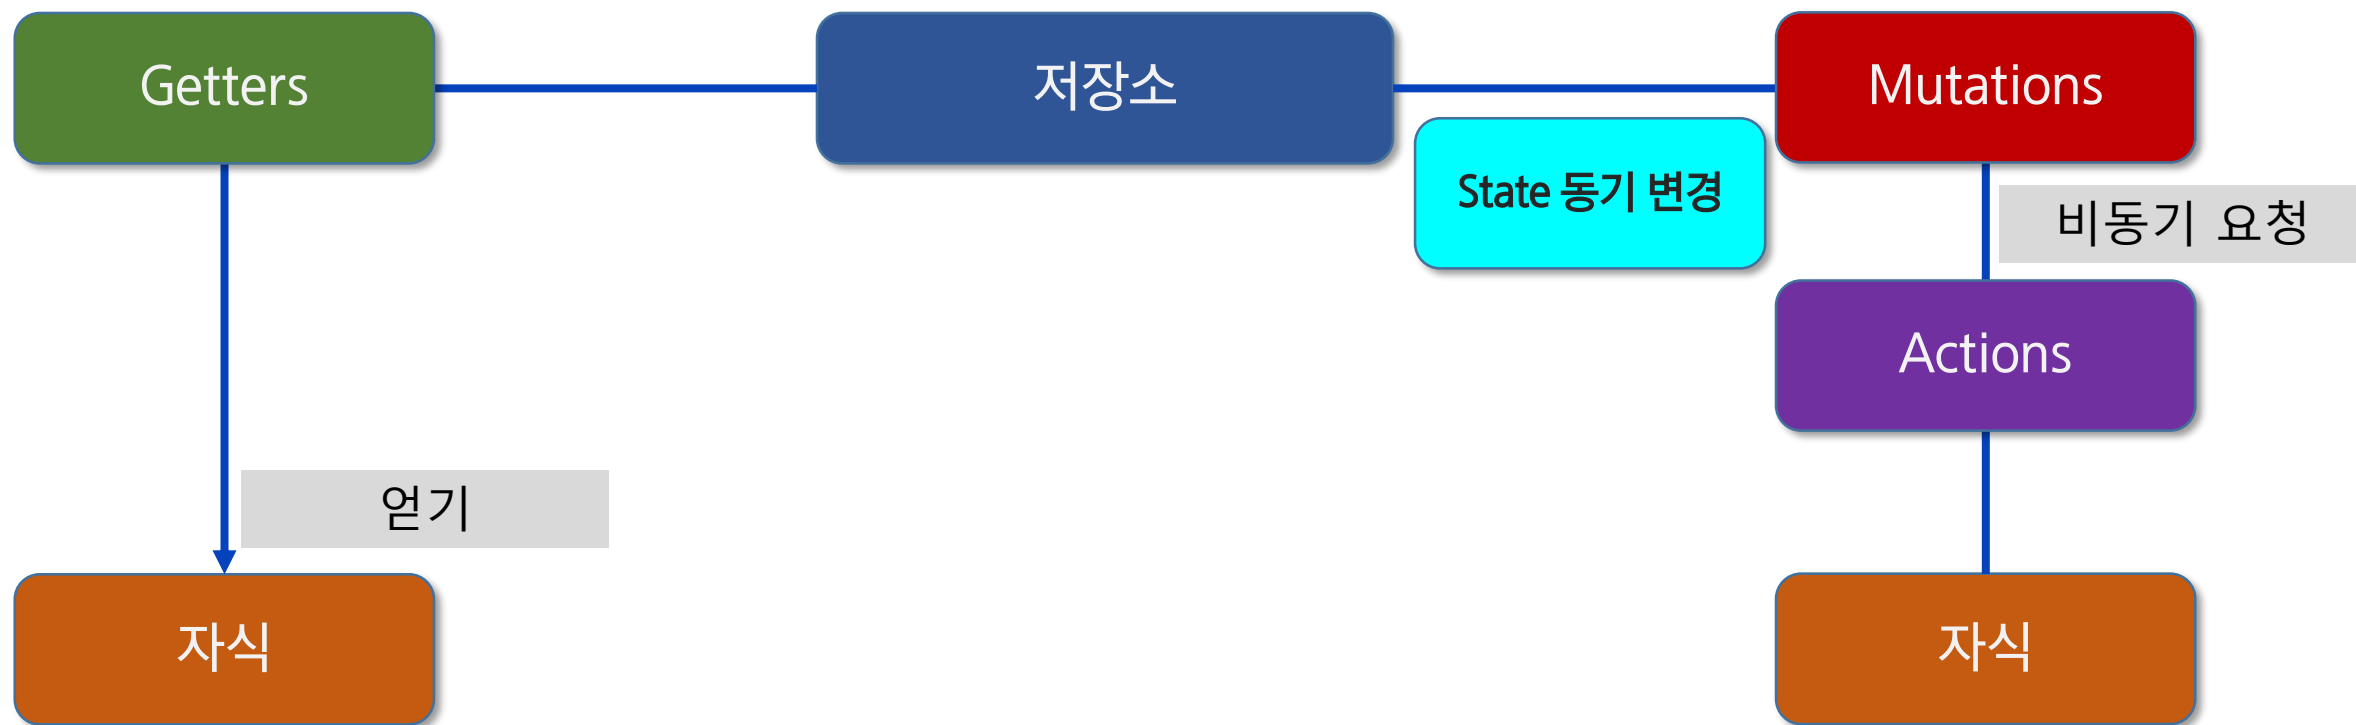 Getters
저장소
Mutations
State 동기 변경
비동기 요청
Actions
얻기
자식
자식